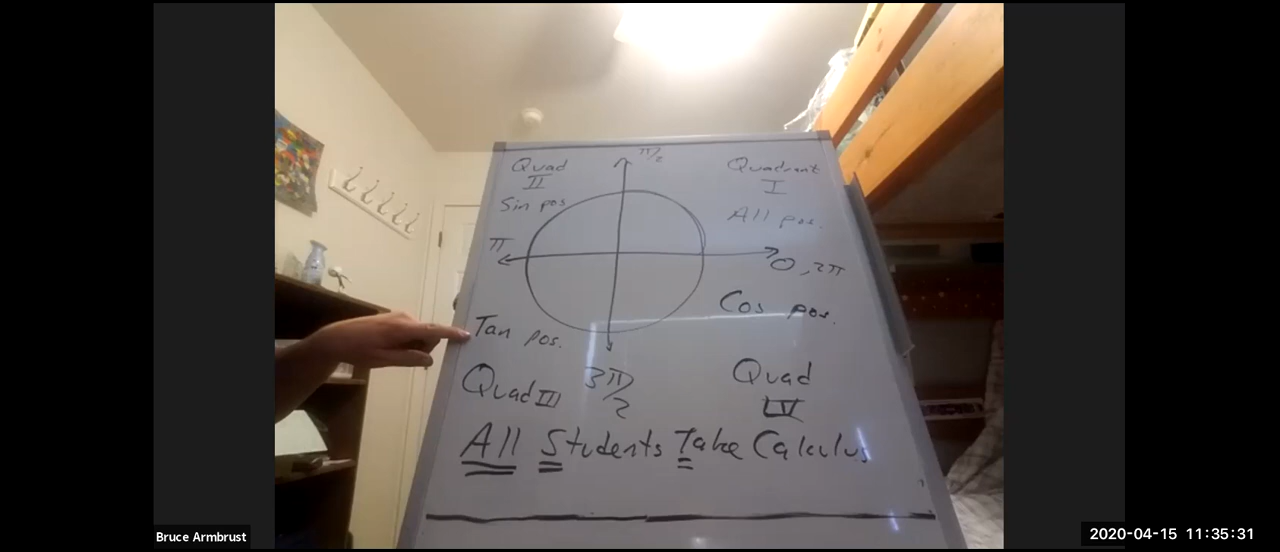 π/2
Quad
II
Sin pos
Quadrant
I
All pos.
π
0, 2π
Cos pos.
Tan pos.
Quad III
3π/2
Quad
IV
All Students Take Calculus
Bruce Armbrust
2020-04-15 11:35:31